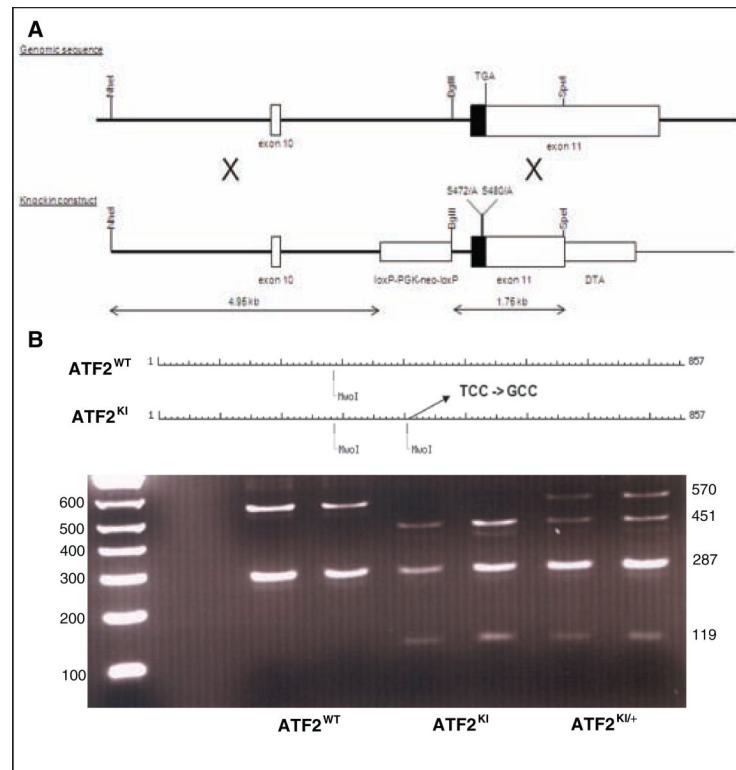 A
Genomic sequence
NheI
BglII
TGA
SpeI
exon 10
exon 11
X
X
Knockin construct
NheI
S472/A S480/A
BglII
SpeI
exon 10
loxP-PGK-neo-loxP
exon 11
DTA
4.95 kb
1.75 kb
B
ATF2WT
1
857
MwoI
TCC -> GCC
ATF2KI
1
857
MwoI
MwoI
600
500
400
300
200
100
570
451
287
119
ATF2WT
ATF2KI
ATF2KI/+